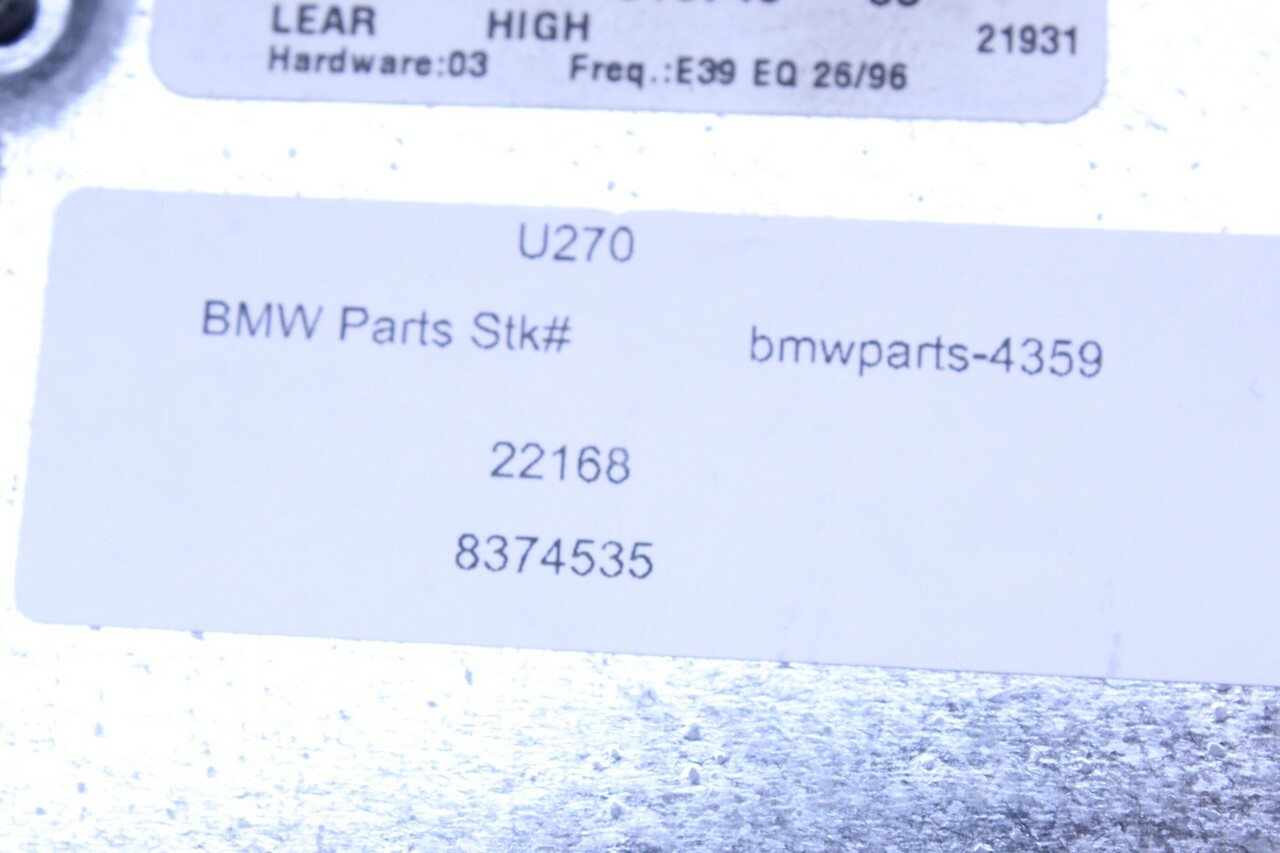 LEAR HIGH 21931
Hardware:03 Freq.:E39 EQ 26/96
U270
BMW Parts Stk# bmwparts-4359
22168
8374535